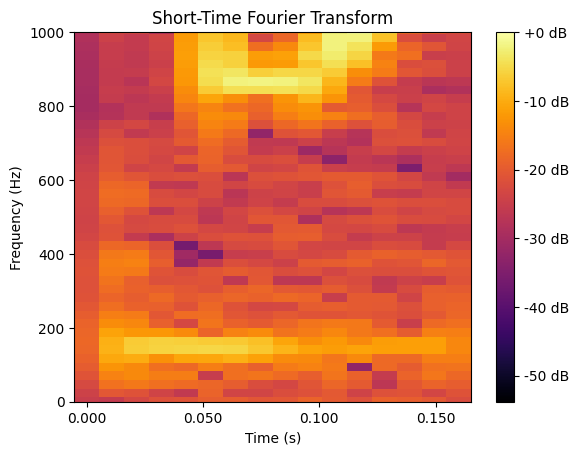 Short-Time Fourier Transform
Frequency (Hz)
1000
800
600
400
200
0
0.000
0.050
0.100
0.150
Time (s)
+0 dB
-10 dB
-20 dB
-30 dB
-40 dB
-50 dB